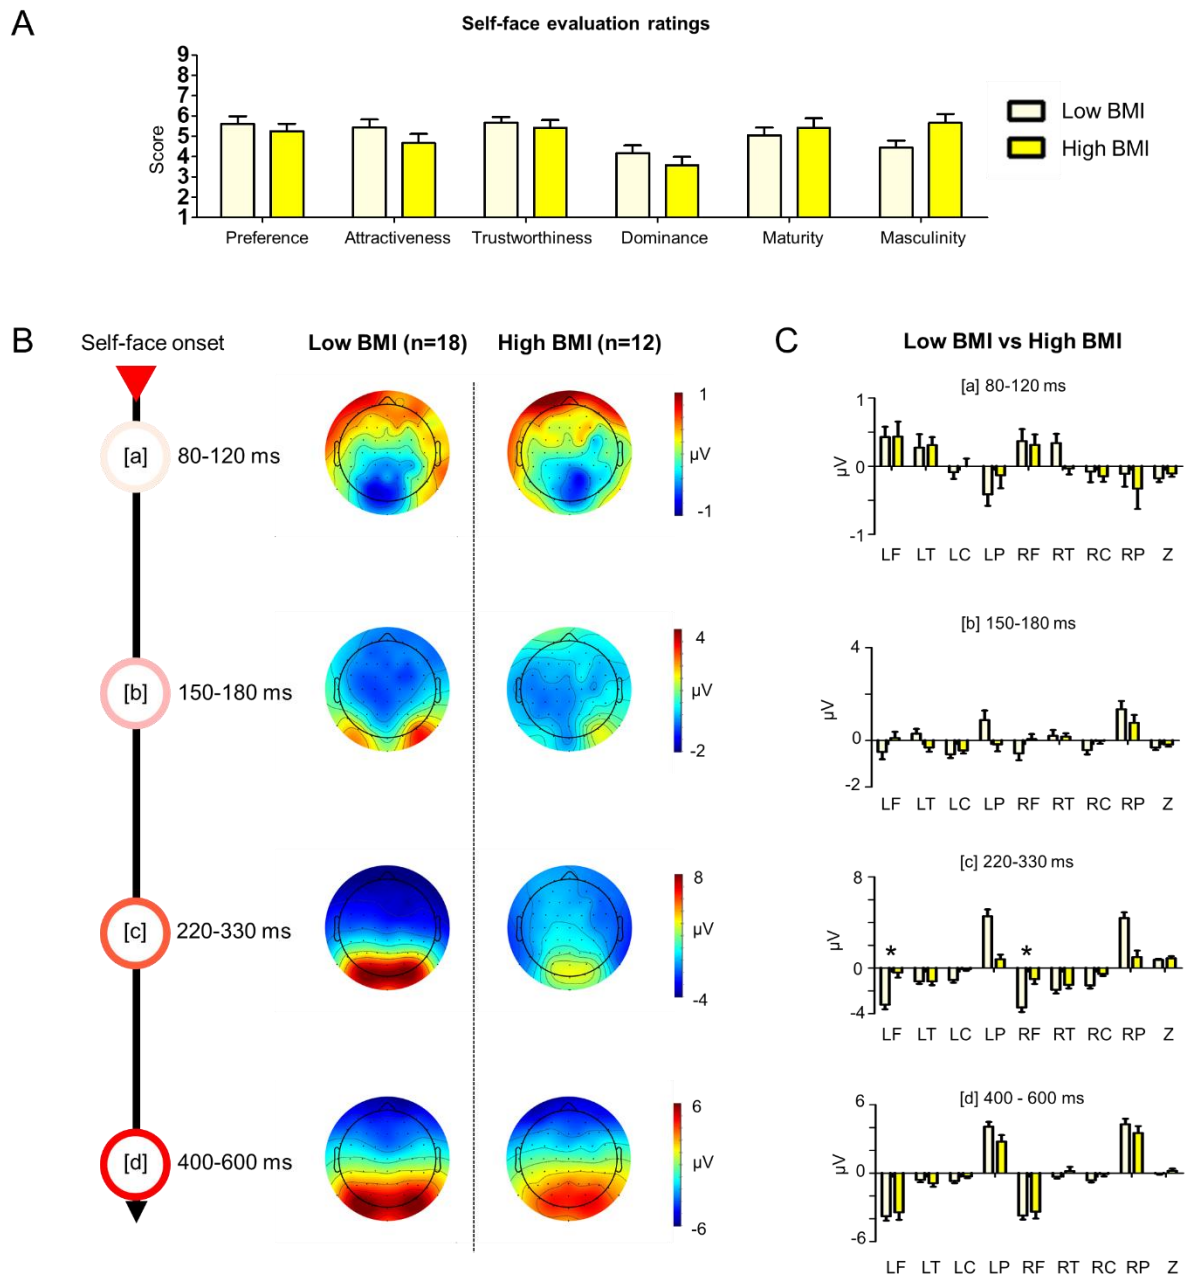 A
Self-face evaluation ratings
Score
9
8
7
6
5
4
3
2
1
Preference
Attractiveness
Trustworthiness
Dominance
Maturity
Masculinity
Low BMI
High BMI
B
Self-face onset
Low BMI (n=18)
High BMI (n=12)
[a]
80-120 ms
1
µV
-1
[b]
150-180 ms
4
µV
-2
[c]
220-330 ms
8
µV
-4
[d]
400-600 ms
6
µV
-6
C
Low BMI vs High BMI
[a] 80-120 ms
1
0
-1
µV
LF LT LC LP RF RT RC RP Z
[b] 150-180 ms
4
0
-2
µV
LF LT LC LP RF RT RC RP Z
[c] 220-330 ms
8
0
-4
µV
* *
LF LT LC LP RF RT RC RP Z
[d] 400 - 600 ms
6
0
-6
µV
LF LT LC LP RF RT RC RP Z